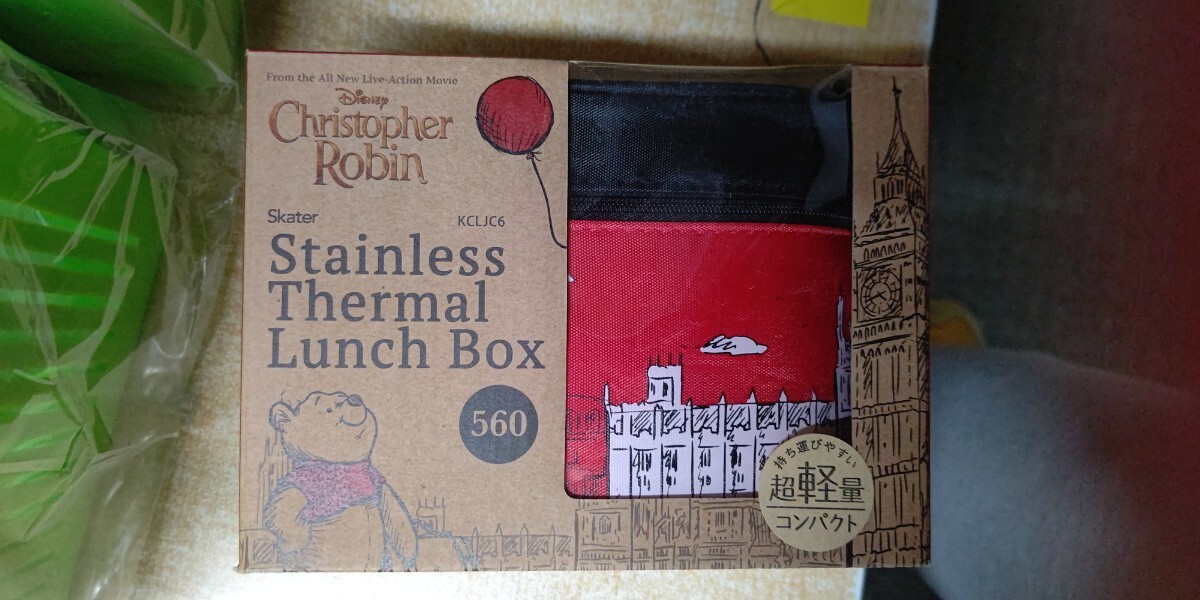 From the All New Live-Action Movie
Disney
Christopher
Robin
Skater
KCLJC6
Stainless
Thermal
Lunch Box
560
持ち運びやすい
超軽量
コンパクト